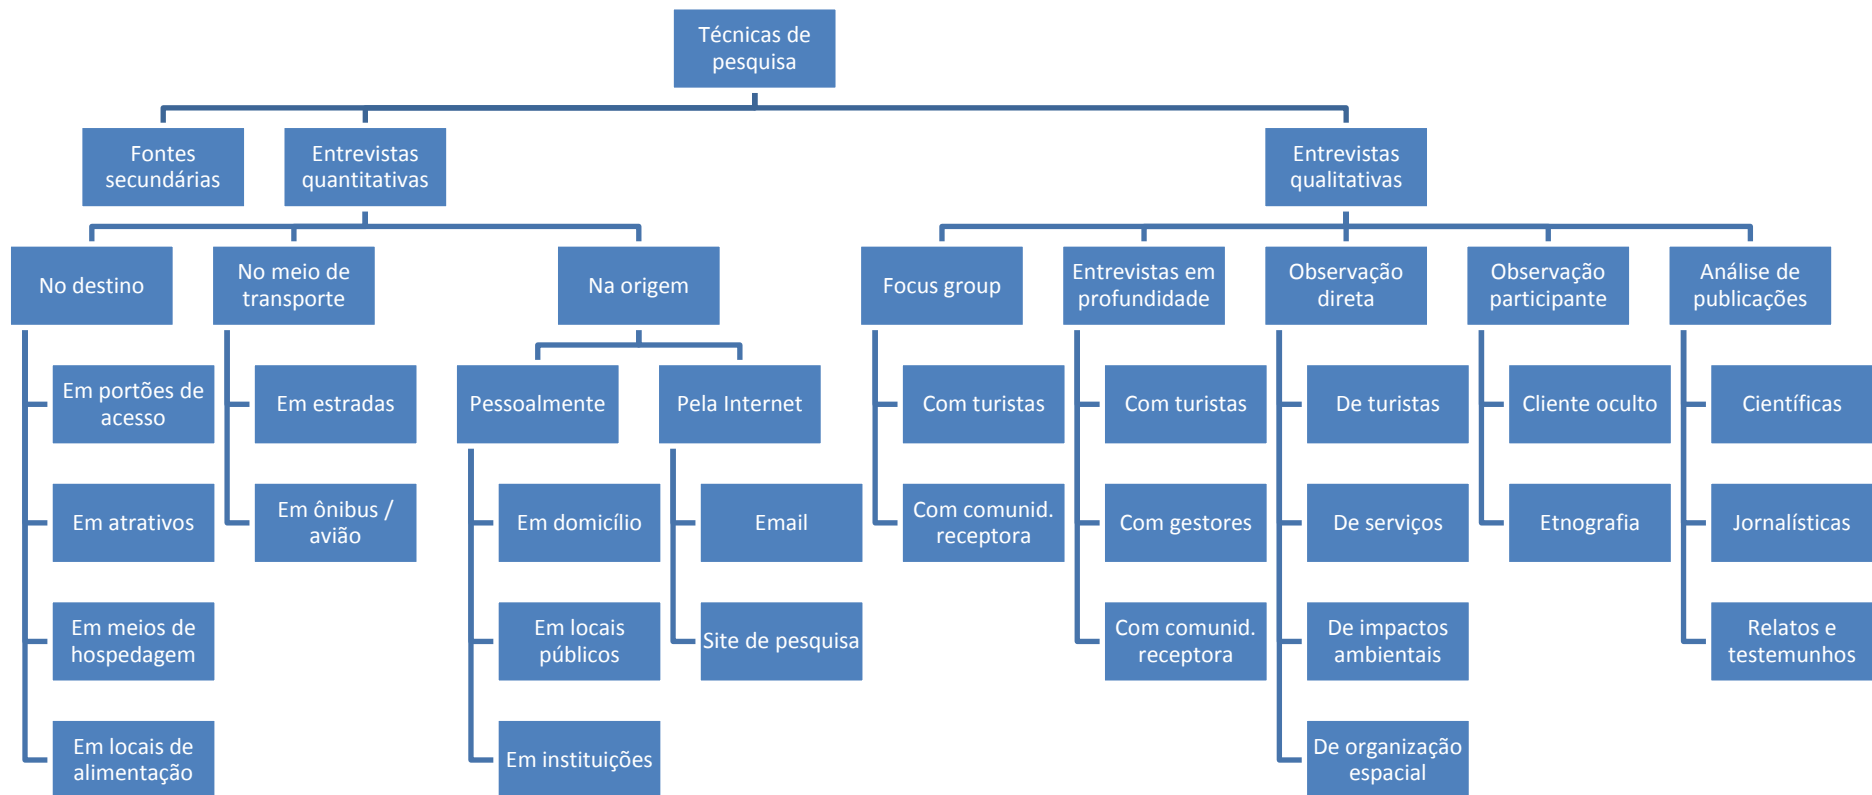 Técnicas de
pesquisa
Fontes
secundárias
Entrevistas
quantitativas
Entrevistas
qualitativas
No destino
No meio de
transporte
Na origem
Focus group
Entrevistas em
profundidade
Observação
direta
Observação
participante
Análise de
publicações
Em portões de
acesso
Em estradas
Pessoalmente
Pela Internet
Com turistas
Com turistas
De turistas
Cliente oculto
Científicas
Em atrativos
Em ônibus /
avião
Em domicílio
Email
Com comunid.
receptora
Com gestores
De serviços
Etnografia
Jornalísticas
Em meios de
hospedagem
Em locais
públicos
Site de pesquisa
Com comunid.
receptora
De impactos
ambientais
Relatos e
testemunhos
Em locais de
alimentação
Em instituições
De organização
espacial